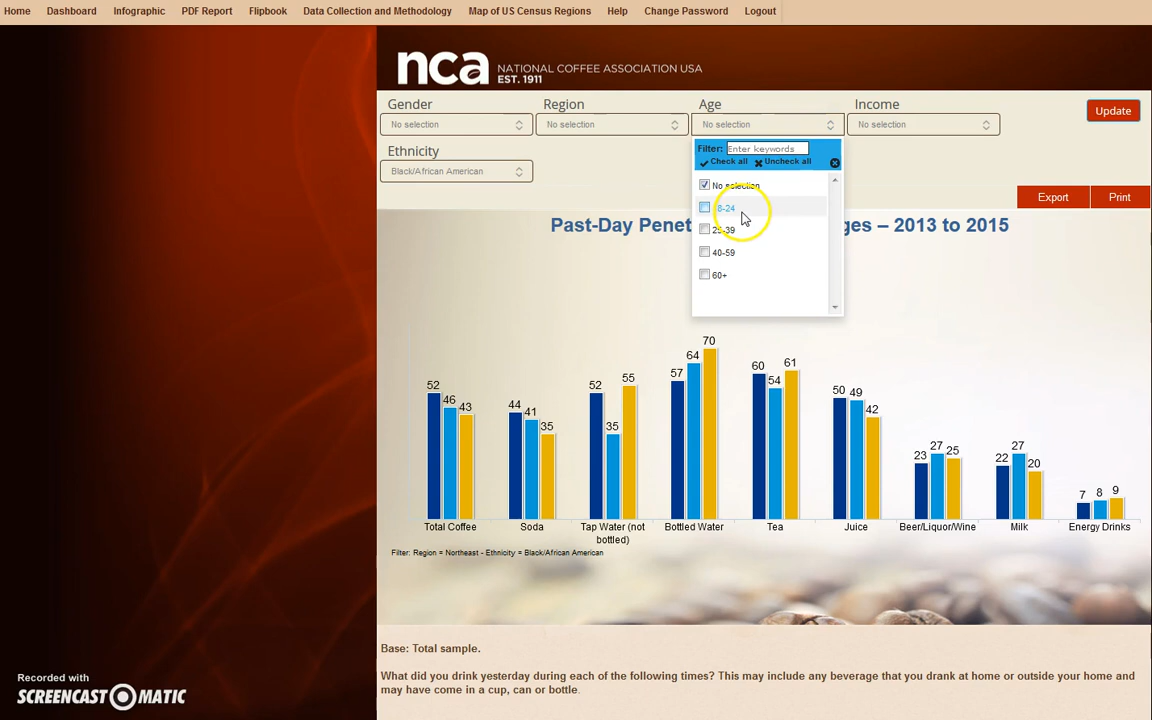 Home Dashboard Infographic PDF Report Flipbook Data Collection and Methodology Map of US Census Regions Help Change Password Logout
nca NATIONAL COFFEE ASSOCIATION USA
EST. 1911
Gender Region Age Income
No selection No selection No selection No selection
Update
Ethnicity
Black/African American
Filter: Enter keywords
Check all Uncheck all
No selection
8-24
25-39
40-59
60+
Export Print
Past-Day Penet ges – 2013 to 2015
52 46 43
44 41 35
52 35 55
57 64 70
60 54 61
50 49 42
23 27 25
22 27 20
7 8 9
Total Coffee Soda Tap Water (not bottled) Bottled Water Tea Juice Beer/Liquor/Wine Milk Energy Drinks
Filter: Region = Northeast - Ethnicity = Black/African American
Base: Total sample.
What did you drink yesterday during each of the following times? This may include any beverage that you drank at home or outside your home and
may have come in a cup, can or bottle.
Recorded with
SCREENCAST-O-MATIC